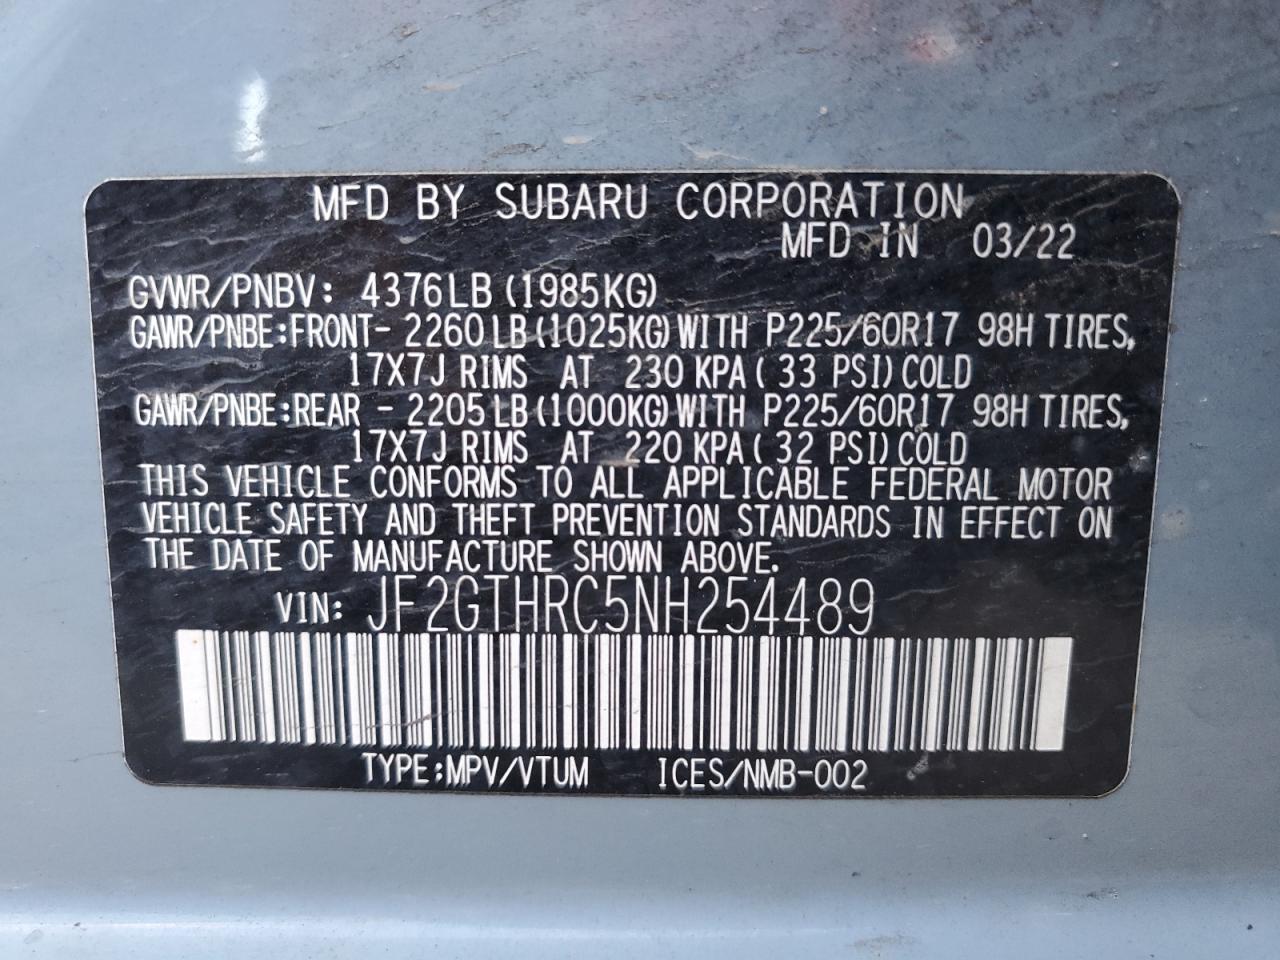 MFD BY SUBARU CORPORATION
MFD IN 03/22
GVWR/PNBV: 4376LB (1985KG)
GAWR/PNBE:FRONT- 2260LB(1025KG)WITH P225/60R17 98H TIRES,
17X7J RIMS AT 230 KPA( 33 PSI)COLD
GAWR/PNBE:REAR - 2205LB(1000KG)WITH P225/60R17 98H TIRES,
17X7J RIMS AT 220 KPA( 32 PSI)COLD
THIS VEHICLE CONFORMS TO ALL APPLICABLE FEDERAL MOTOR
VEHICLE SAFETY AND THEFT PREVENTION STANDARDS IN EFFECT ON
THE DATE OF MANUFACTURE SHOWN ABOVE.
VIN: JF2GTHRC5NH254489
TYPE:MPV/VTUM ICES/NMB-002